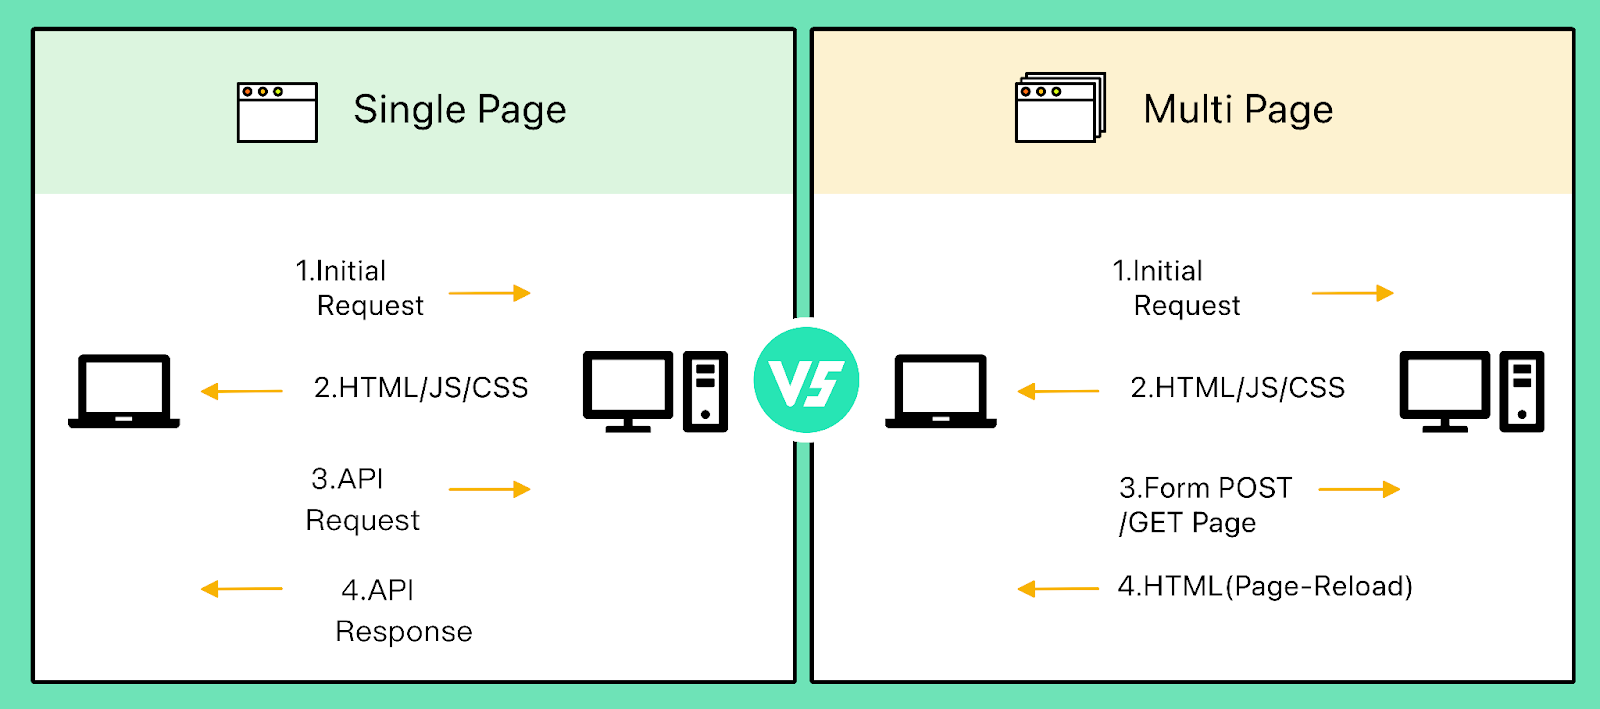 Single Page
1.Initial
Request
2.HTML/JS/CSS
3.API
Request
4.API
Response
VS
Multi Page
1.Initial
Request
2.HTML/JS/CSS
3.Form POST
/GET Page
4.HTML(Page-Reload)